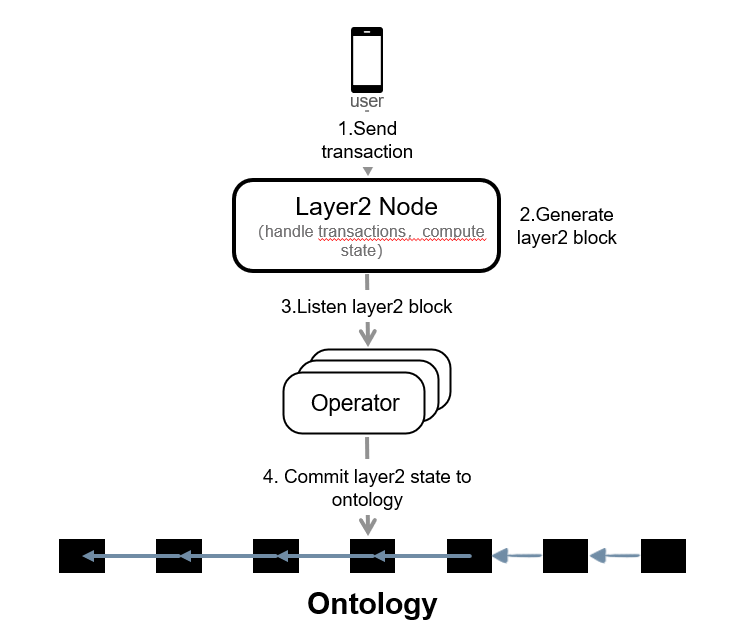 user
1.Send
transaction
Layer2 Node
（handle transactions，compute
state）
2.Generate
layer2 block
3.Listen layer2 block
Operator
4. Commit layer2 state to
ontology
Ontology